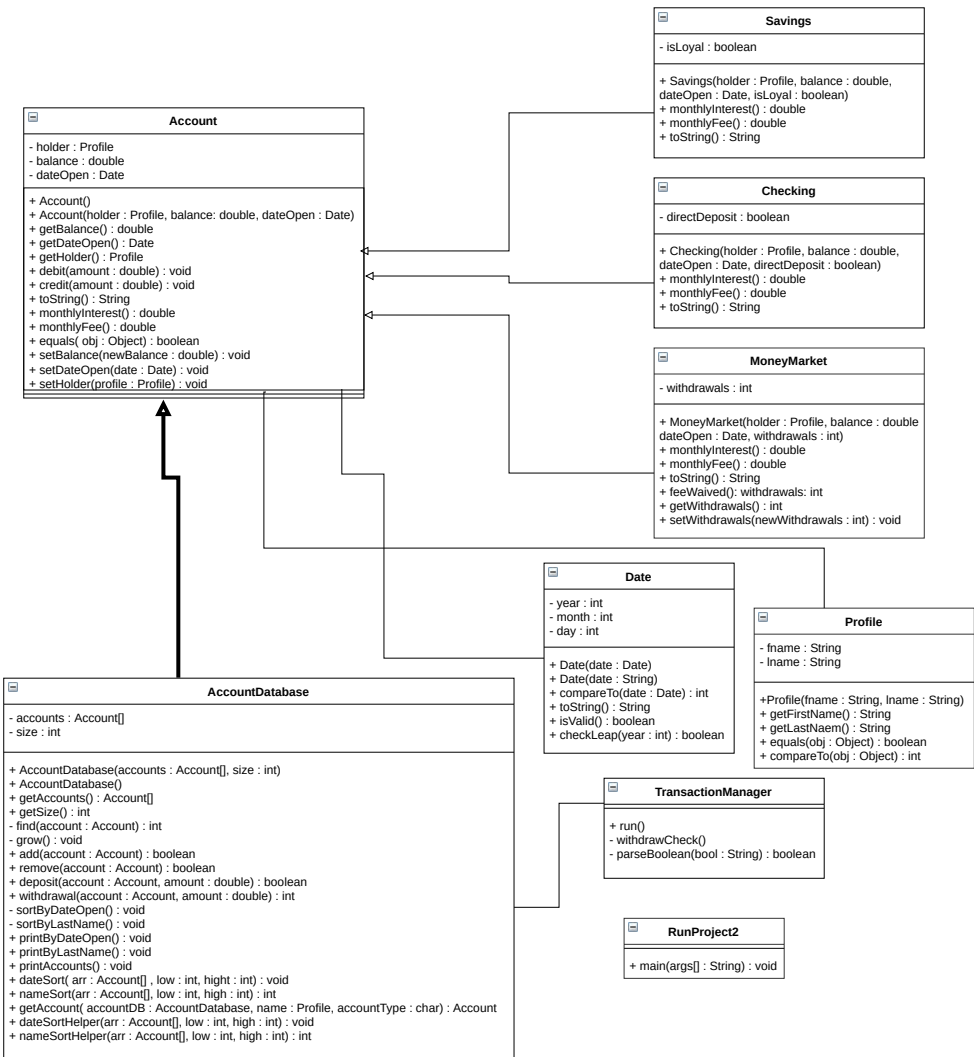 Savings
- isLoyal : boolean
+ Savings(holder : Profile, balance : double,
dateOpen : Date, isLoyal : boolean)
+ monthlyInterest() : double
+ monthlyFee() : double
+ toString() : String
Account
- holder : Profile
- balance : double
- dateOpen : Date
+ Account()
+ Account(holder : Profile, balance: double, dateOpen : Date)
+ getBalance() : double
+ getDateOpen() : Date
+ getHolder() : Profile
+ debit(amount : double) : void
+ credit(amount : double) : void
+ toString() : String
+ monthlyInterest() : double
+ monthlyFee() : double
+ equals( obj : Object) : boolean
+ setBalance(newBalance : double) : void
+ setDateOpen(date : Date) : void
+ setHolder(profile : Profile) : void
Checking
- directDeposit : boolean
+ Checking(holder : Profile, balance : double,
dateOpen : Date, directDeposit : boolean)
+ monthlyInterest() : double
+ monthlyFee() : double
+ toString() : String
MoneyMarket
- withdrawals : int
+ MoneyMarket(holder : Profile, balance : double
dateOpen : Date, withdrawals : int)
+ monthlyInterest() : double
+ monthlyFee() : double
+ toString() : String
+ feeWaived(): withdrawals: int
+ getWithdrawals() : int
+ setWithdrawals(newWithdrawals : int) : void
Date
- year : int
- month : int
- day : int
+ Date(date : Date)
+ Date(date : String)
+ compareTo(date : Date) : int
+ toString() : String
+ isValid() : boolean
+ checkLeap(year : int) : boolean
Profile
- fname : String
- lname : String
+Profile(fname : String, lname : String)
+ getFirstName() : String
+ getLastNaem() : String
+ equals(obj : Object) : boolean
+ compareTo(obj : Object) : int
AccountDatabase
- accounts : Account[]
- size : int
+ AccountDatabase(accounts : Account[], size : int)
+ AccountDatabase()
+ getAccounts() : Account[]
+ getSize() : int
- find(account : Account) : int
- grow() : void
+ add(account : Account) : boolean
+ remove(account : Account) : boolean
+ deposit(account : Account, amount : double) : boolean
+ withdrawal(account : Account, amount : double) : int
- sortByDateOpen() : void
- sortByLastName() : void
+ printByDateOpen() : void
+ printByLastName() : void
+ printAccounts() : void
+ dateSort( arr : Account[] , low : int, hight : int) : void
+ nameSort(arr : Account[], low : int, high : int) : int
+ getAccount( accountDB : AccountDatabase, name : Profile, accountType : char) : Account
+ dateSortHelper(arr : Account[], low : int, high : int) : void
+ nameSortHelper(arr : Account[], low : int, high : int) : int
TransactionManager
+ run()
- withdrawCheck()
- parseBoolean(bool : String) : boolean
RunProject2
+ main(args[] : String) : void